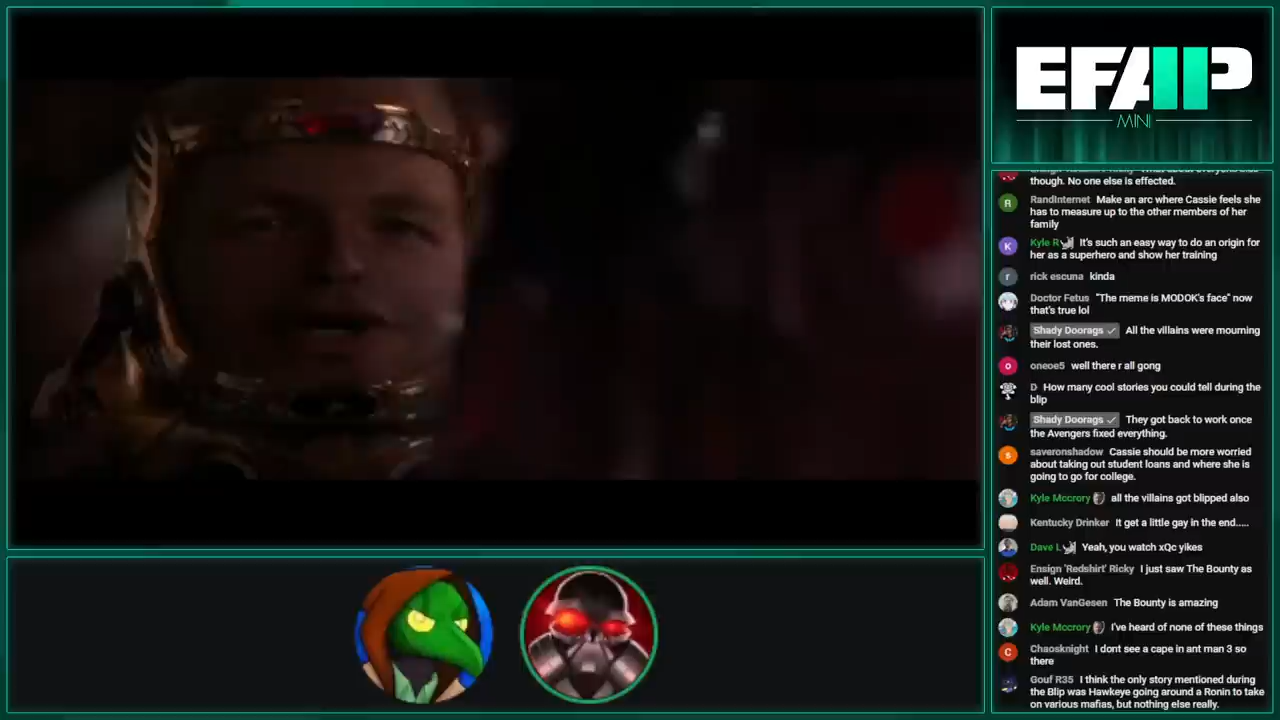 EFAP
MINI
though. No one else is effected.
RandInternet Make an arc where Cassie feels she
has to measure up to the other members of her
family
Kyle R It's such an easy way to do an origin for
her as a superhero and show her training
rick escuna kinda
Doctor Fetus "The meme is MODOK's face" now
that's true lol
Shady Doorags ✓ All the villains were mourning
their lost ones.
oneoe5 well there r all gong
D How many cool stories you could tell during the
blip
Shady Doorags ✓ They got back to work once
the Avengers fixed everything.
saveronshadow Cassie should be more worried
about taking out student loans and where she is
going to go for college.
Kyle Mccrory all the villains got blipped also
Kentucky Drinker It get a little gay in the end.....
Dave L Yeah, you watch xQc yikes
Ensign 'Redshirt' Ricky I just saw The Bounty as
well. Weird.
Adam VanGesen The Bounty is amazing
Kyle Mccrory I've heard of none of these things
Chaosknight I dont see a cape in ant man 3 so
there
Gouf R35 I think the only story mentioned during
the Blip was Hawkeye going around a Ronin to take
on various mafias, but nothing else really.